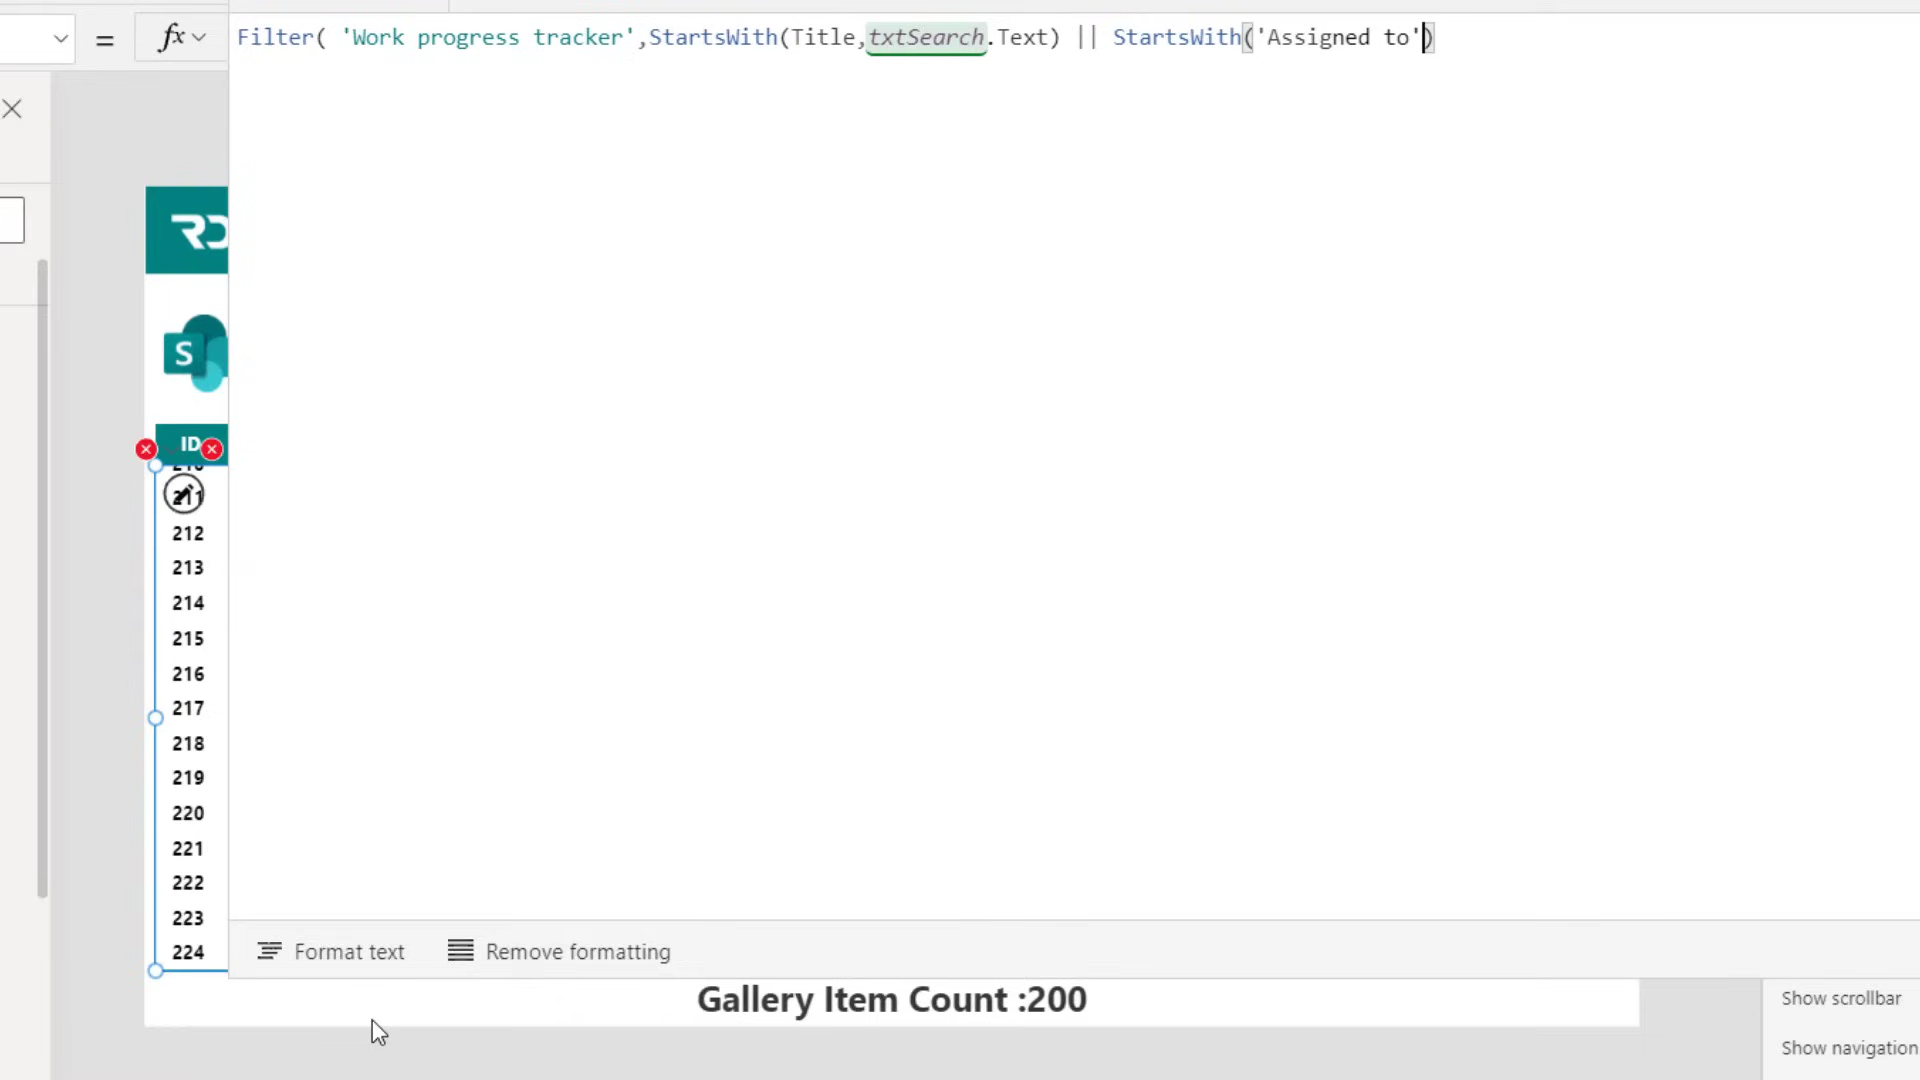 = fx Filter( 'Work progress tracker',StartsWith(Title,txtSearch.Text) || StartsWith('Assigned to')
RD
S
ID
211
212
213
214
215
216
217
218
219
220
221
222
223
224
Format text Remove formatting
Gallery Item Count :200
Show scrollbar
Show navigation